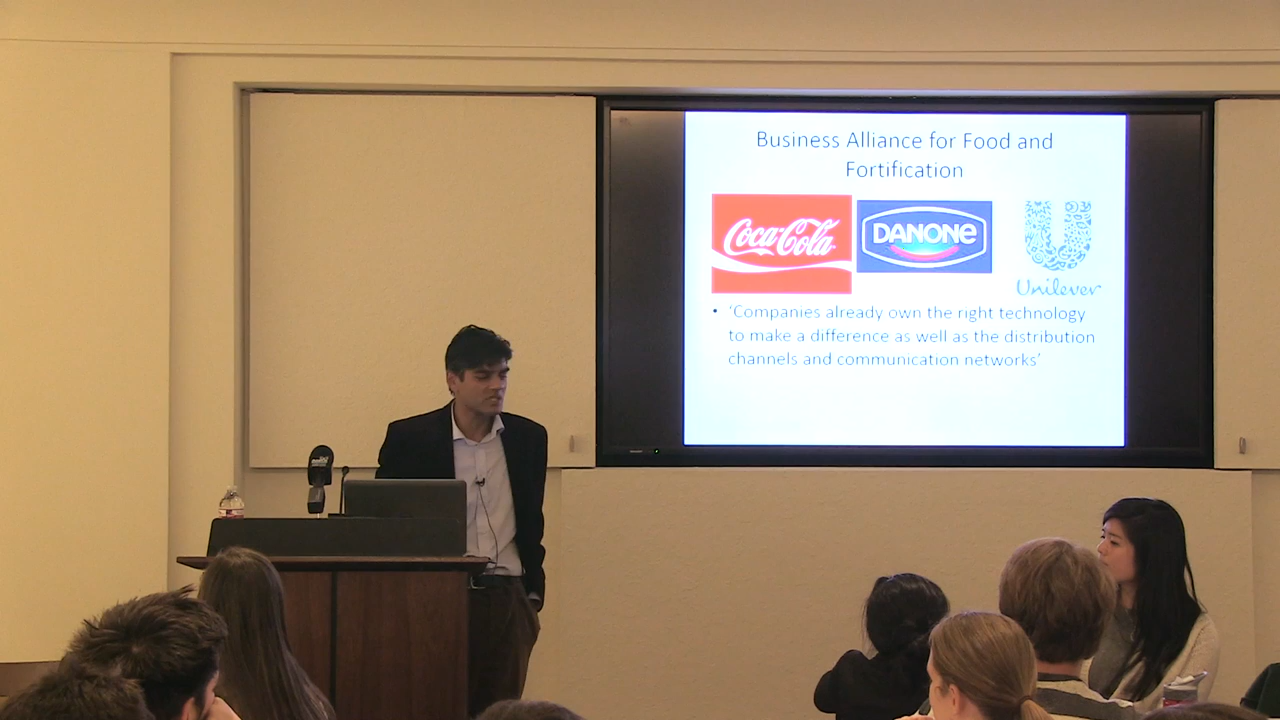 Business Alliance for Food and
Fortification
Coca-Cola
DANONE
Unilever
• ‘Companies already own the right technology
to make a difference as well as the distribution
channels and communication networks’